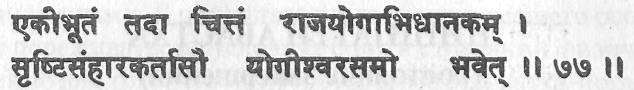 एकीभूतं तदा चित्तं राजयोगाभिधानकम् ।
सृष्टिसंहारकर्तासौ योगीश्वरसमो भवेत् ॥ ७७ ॥